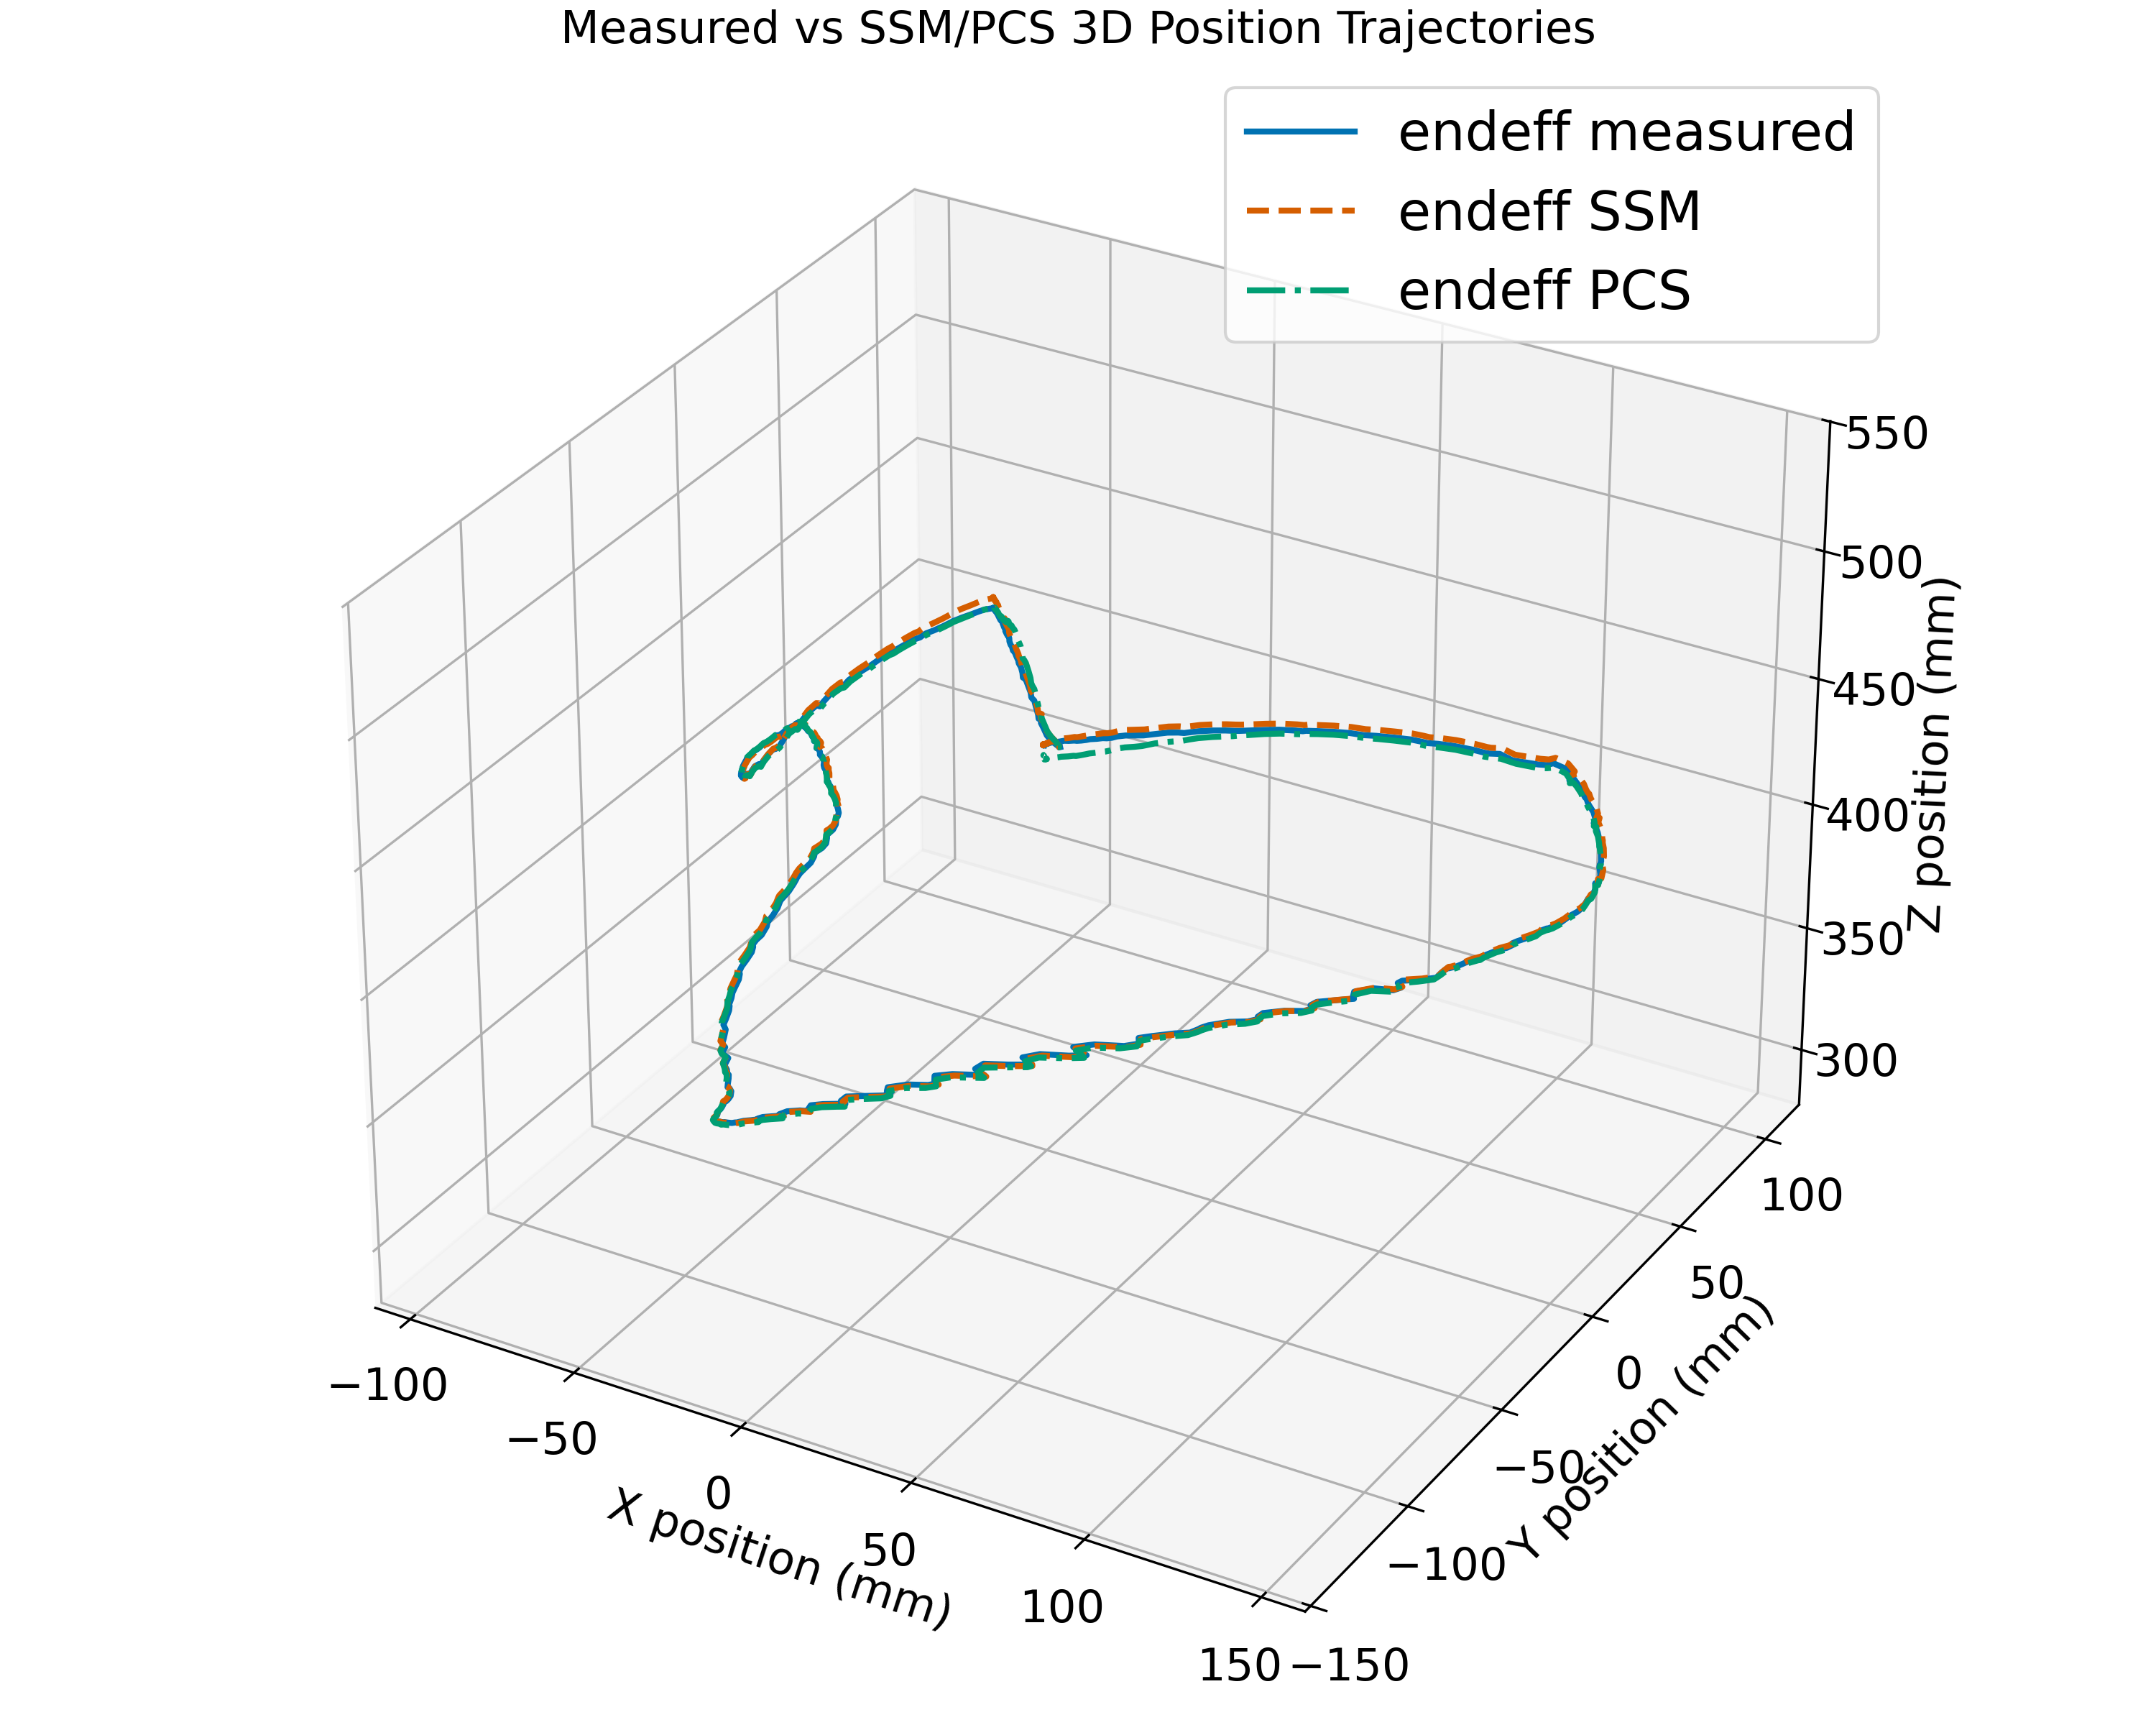 Measured vs SSM/PCS 3D Position Trajectories
endeff measured
endeff SSM
endeff PCS
550
500
450
400
350
300
Z position (mm)
100
50
0
−50
−100
−150
Y position (mm)
−100
−50
0
50
100
150
X position (mm)